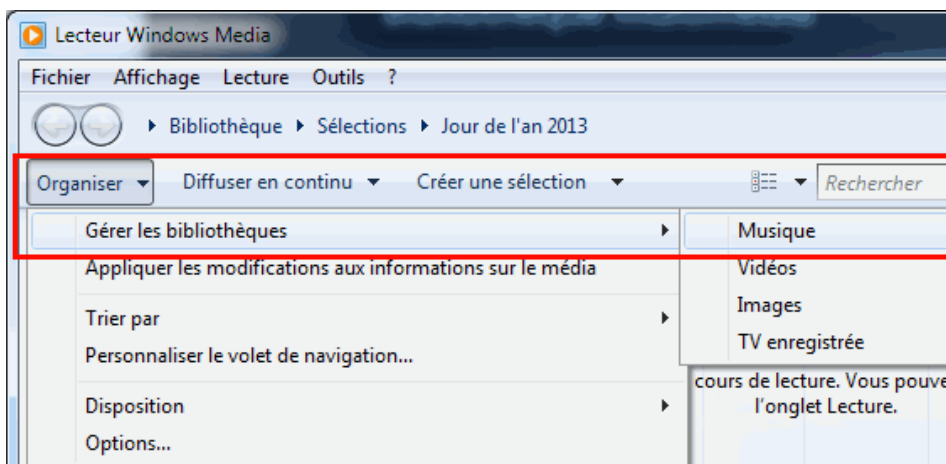 Lecteur Windows Media
Fichier Affichage Lecture Outils ?
Bibliothèque Sélections Jour de l'an 2013
Organiser Diffuser en continu Créer une sélection Rechercher
Gérer les bibliothèques Musique
Appliquer les modifications aux informations sur le média Vidéos
Images
Trier par
TV enregistrée
Personnaliser le volet de navigation...
cours de lecture. Vous
Disposition l'onglet Lecture.
Options...